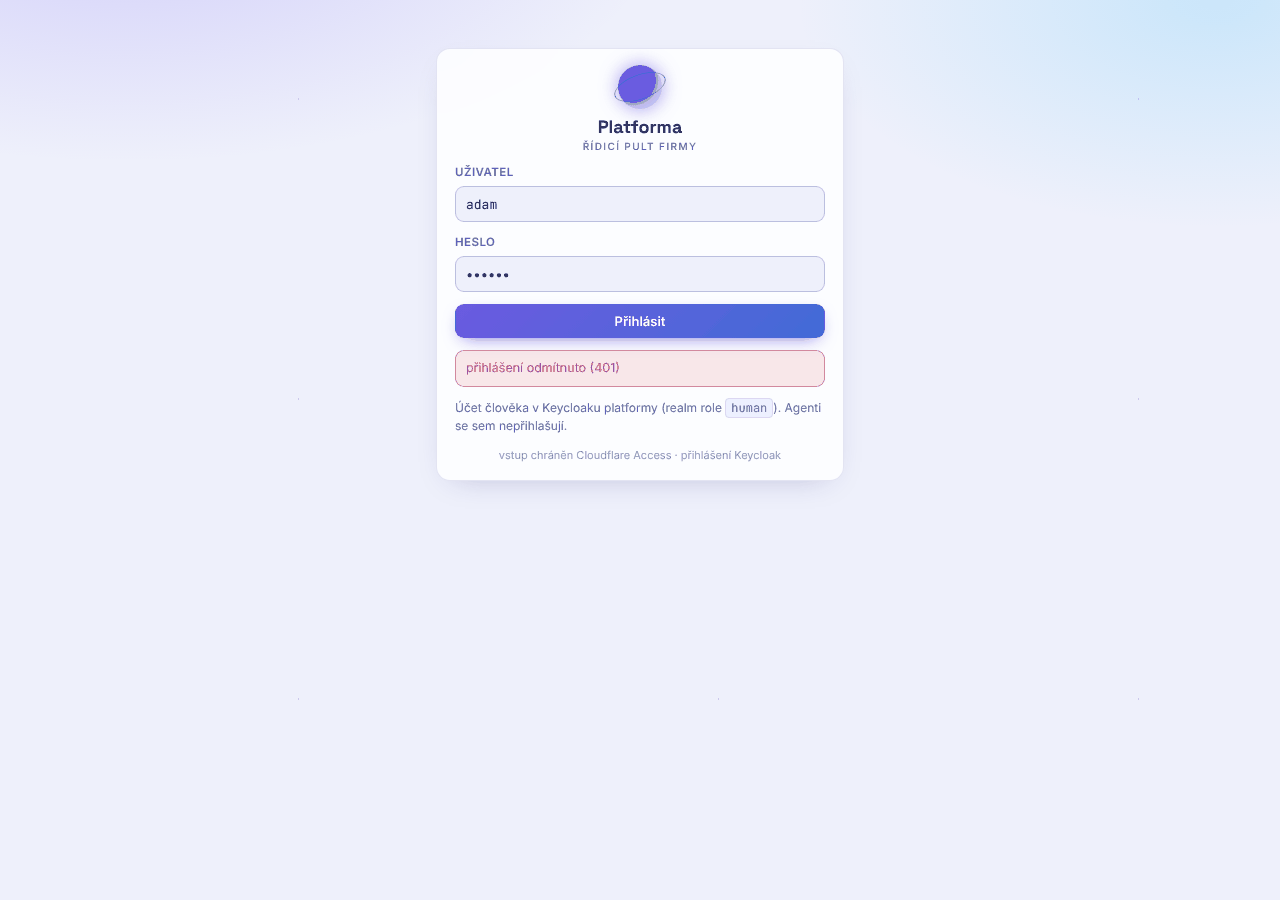 Platforma
ŘÍDICÍ PULT FIRMY
UŽIVATEL
adam
HESLO
••••••
Přihlásit
přihlášení odmítnuto (401)
Účet člověka v Keycloaku platformy (realm role human). Agenti
se sem nepřihlašují.
vstup chráněn Cloudflare Access · přihlášení Keycloak